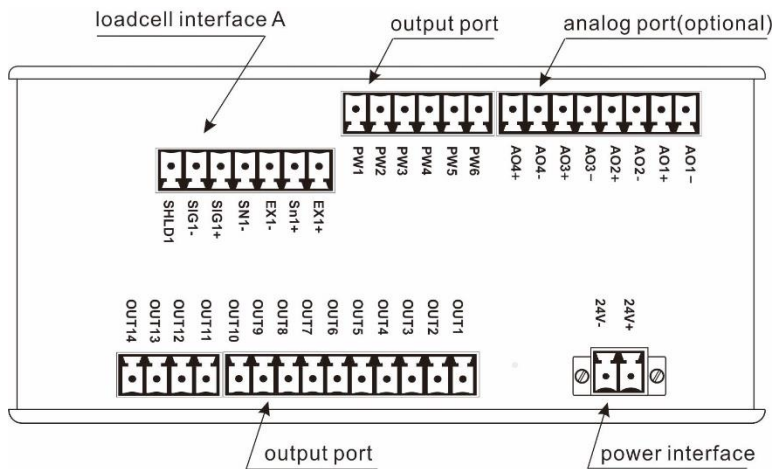 loadcell interface A
output port
analog port(optional)
PW1
PW2
PW3
PW4
PW5
PW6
AO4+
AO4-
AO3+
AO3-
AO2+
AO2-
AO1+
AO1-
SHLD1
SIG1-
SIG1+
SN1-
EX1-
Sn1+
EX1+
OUT14
OUT13
OUT12
OUT11
OUT10
OUT9
OUT8
OUT7
OUT6
OUT5
OUT4
OUT3
OUT2
OUT1
24V-
24V+
output port
power interface